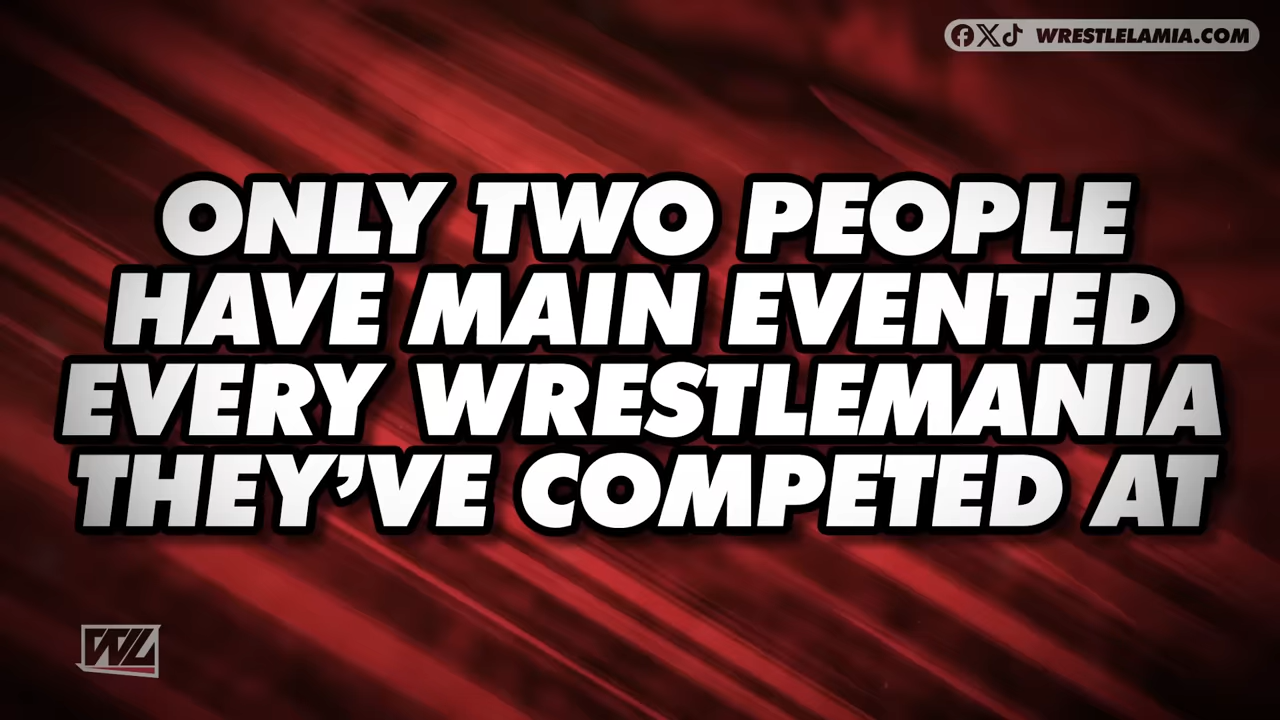 WRESTLELAMIA.COM
ONLY TWO PEOPLE
HAVE MAIN EVENTED
EVERY WRESTLEMANIA
THEY’VE COMPETED AT
WL